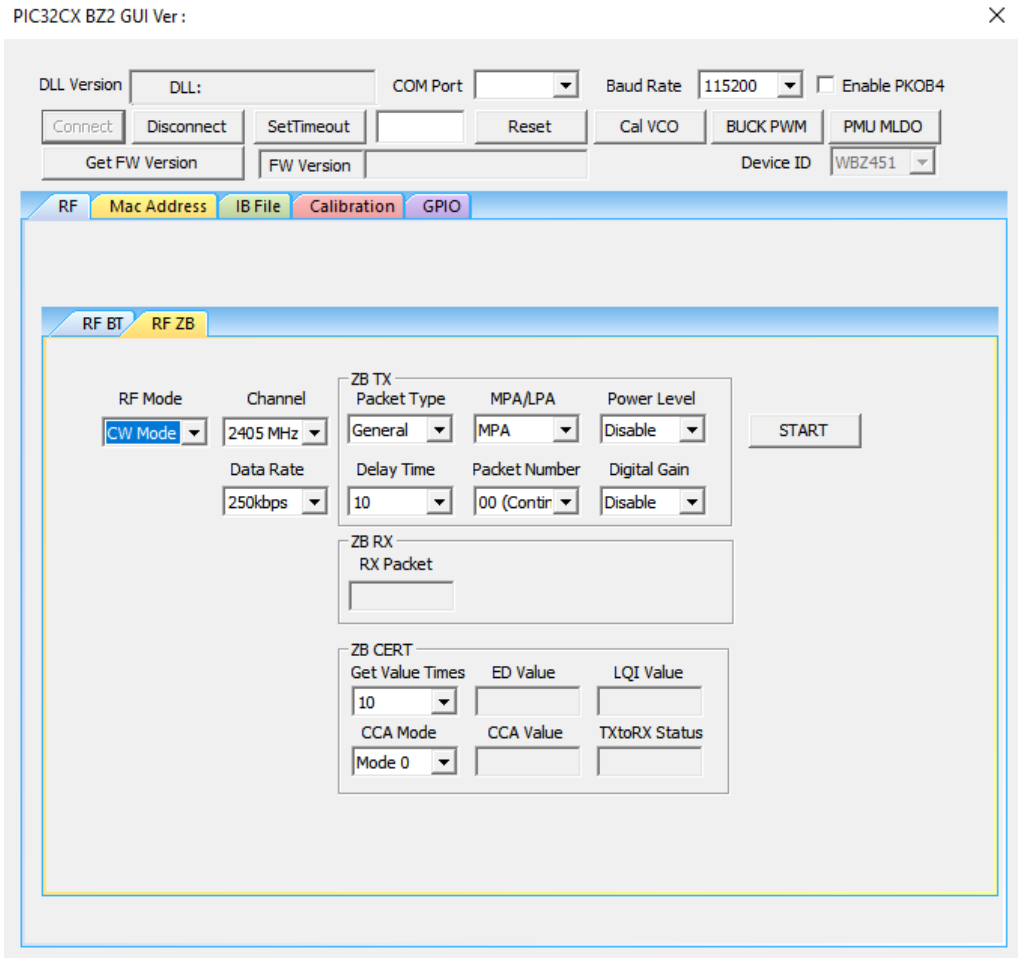 PIC32CX BZ2 GUI Ver :
DLL Version DLL: COM Port Baud Rate 115200 Enable PKOB4
Connect Disconnect SetTimeout Reset Cal VCO BUCK PWM PMU MLDO
Get FW Version FW Version Device ID WBZ451
RF Mac Address IB File Calibration GPIO
RF BT RF ZB
ZB TX
RF Mode Channel Packet Type MPA/LPA Power Level
CW Mode 2405 MHz General MPA Disable START
Data Rate Delay Time Packet Number Digital Gain
250kbps 10 00 (Contin Disable
ZB RX
RX Packet
ZB CERT
Get Value Times ED Value LQI Value
10
CCA Mode CCA Value TXtoRX Status
Mode 0